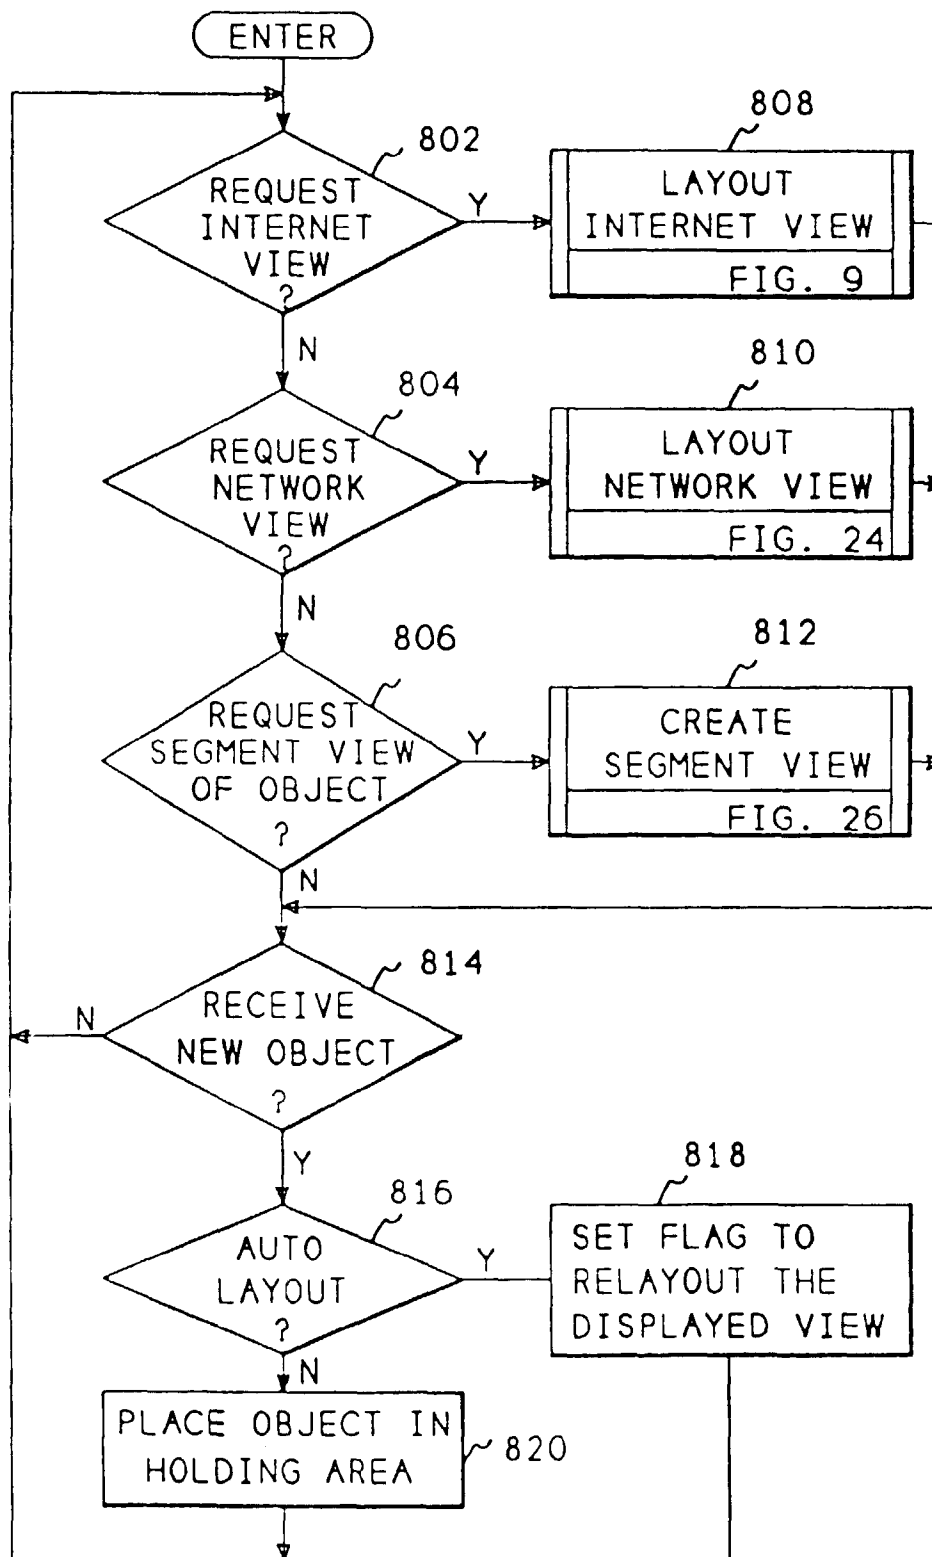 ENTER
802
REQUEST
INTERNET
VIEW
?
Y
N
808
LAYOUT
INTERNET VIEW
FIG. 9
804
REQUEST
NETWORK
VIEW
?
Y
N
810
LAYOUT
NETWORK VIEW
FIG. 24
806
REQUEST
SEGMENT VIEW
OF OBJECT
?
Y
N
812
CREATE
SEGMENT VIEW
FIG. 26
814
RECEIVE
NEW OBJECT
?
N
Y
816
AUTO
LAYOUT
?
Y
N
818
SET FLAG TO
RELAYOUT THE
DISPLAYED VIEW
PLACE OBJECT IN
HOLDING AREA
820